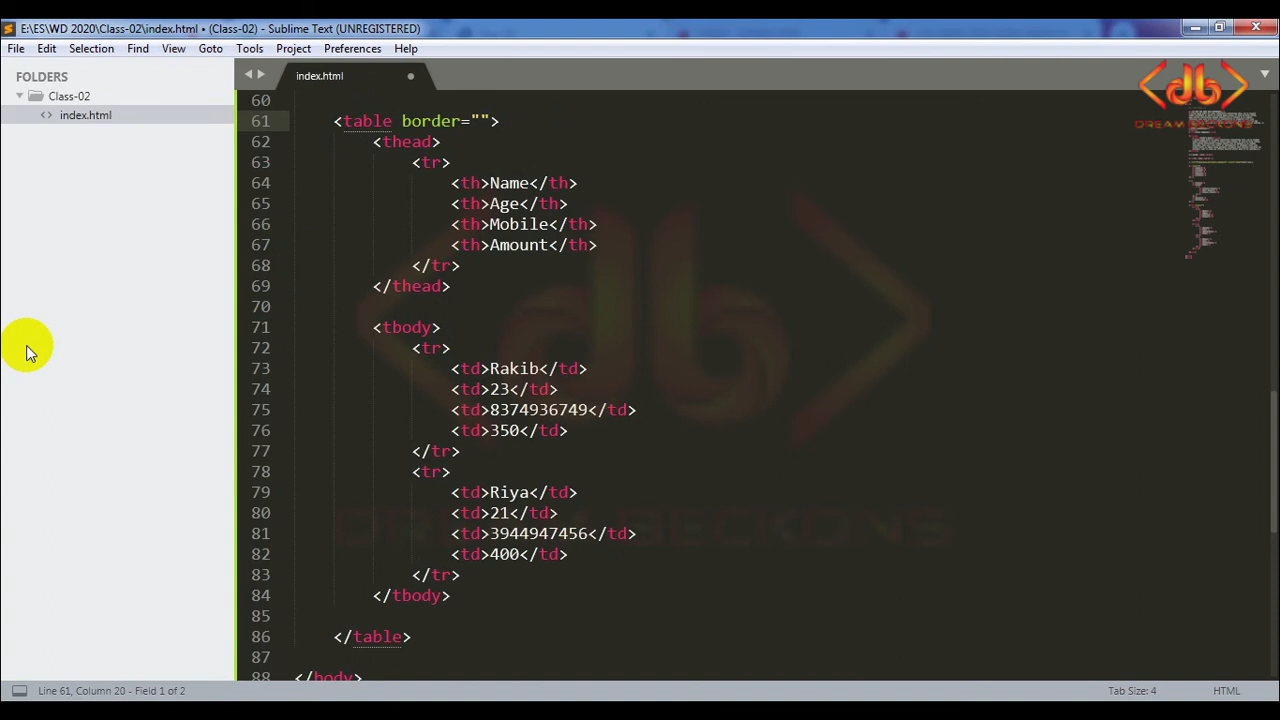 E:\ES\WD 2020\Class-02\index.html • (Class-02) - Sublime Text (UNREGISTERED)
File Edit Selection Find View Goto Tools Project Preferences Help
FOLDERS
Class-02
index.html
index.html
DREAM GECKONS
60
61 <table border="">
62 <thead>
63 <tr>
64 <th>Name</th>
65 <th>Age</th>
66 <th>Mobile</th>
67 <th>Amount</th>
68 </tr>
69 </thead>
70
71 <tbody>
72 <tr>
73 <td>Rakib</td>
74 <td>23</td>
75 <td>8374936749</td>
76 <td>350</td>
77 </tr>
78 <tr>
79 <td>Riya</td>
80 <td>21</td>
81 <td>3944947456</td>
82 <td>400</td>
83 </tr>
84 </tbody>
85
86 </table>
87
88 </body>
DREAM GECKONS
Line 61, Column 20 - Field 1 of 2
Tab Size: 4
HTML